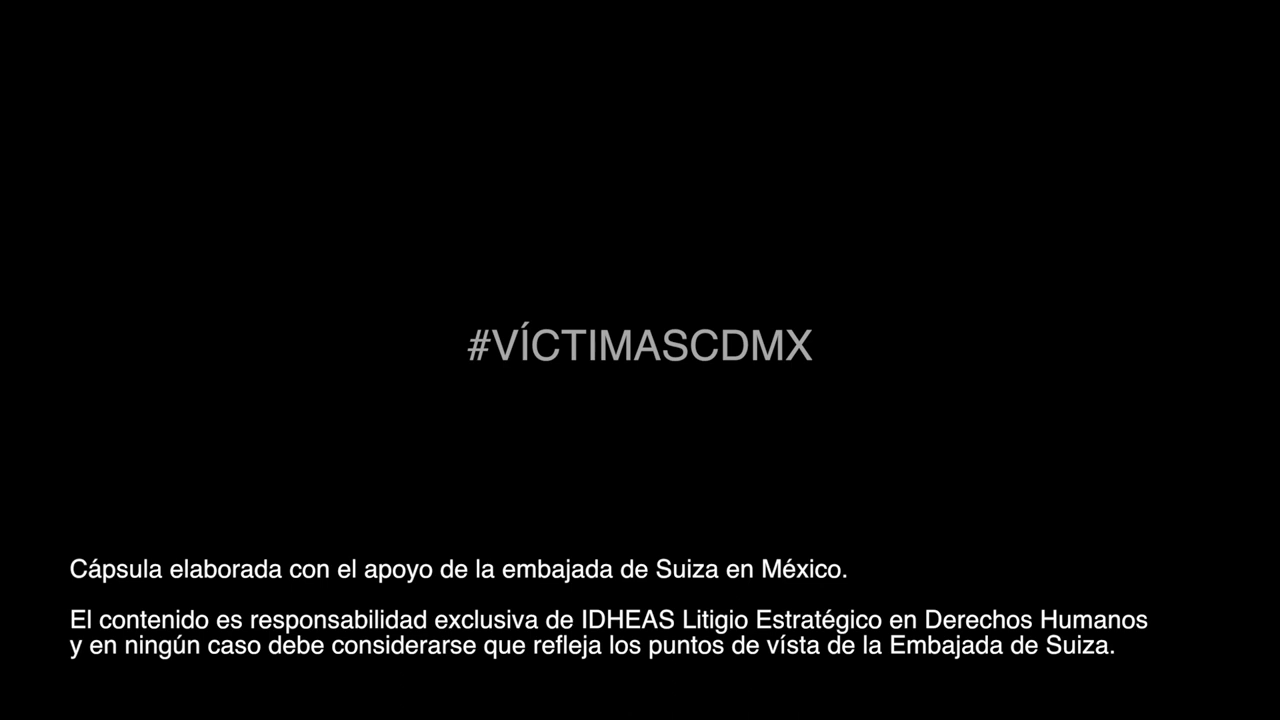 #VÍCTIMASCDMX
Cápsula elaborada con el apoyo de la embajada de Suiza en México.
El contenido es responsabilidad exclusiva de IDHEAS Litigio Estratégico en Derechos Humanos
y en ningún caso debe considerarse que refleja los puntos de vísta de la Embajada de Suiza.